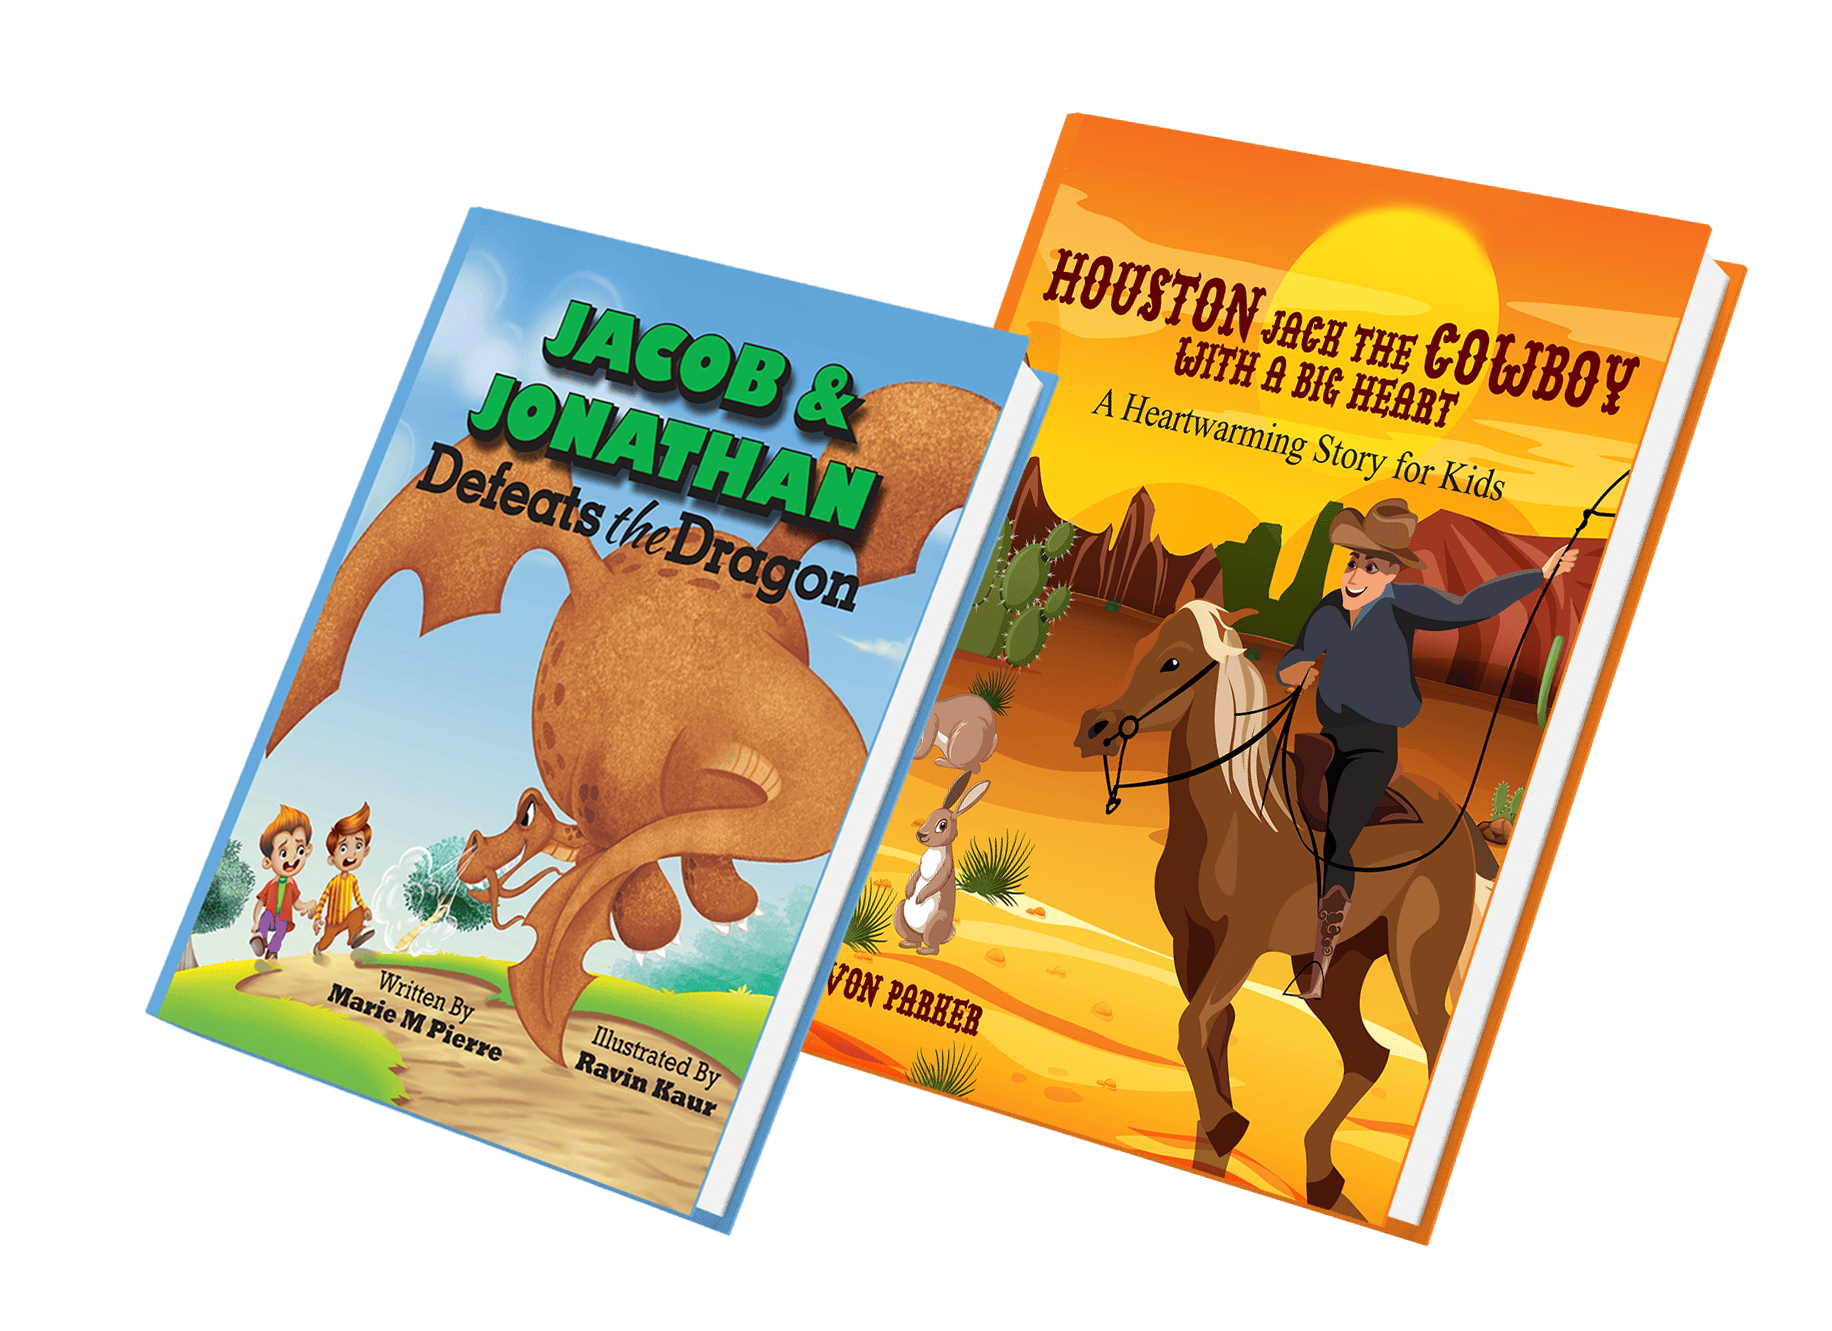 JACOB &
JONATHAN
Defeats the Dragon
Written By
Marie M Pierre
Illustrated By
Ravin Kaur
HOUSTON JACK THE COWBOY
WITH A BIG HEART
A Heartwarming Story for Kids
VON PARKER